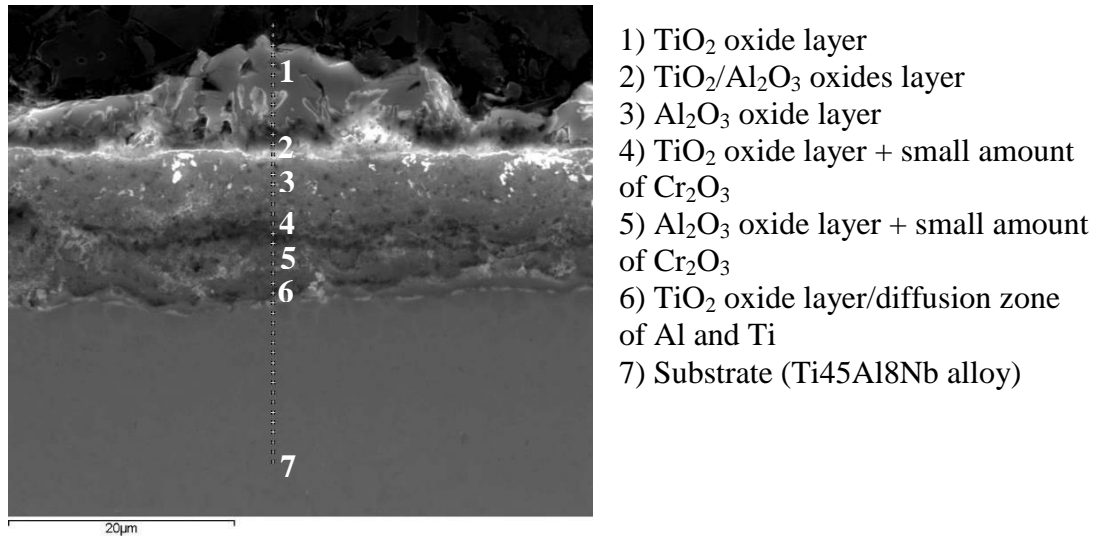 1) TiO₂ oxide layer
2) TiO₂/Al₂O₃ oxides layer
3) Al₂O₃ oxide layer
4) TiO₂ oxide layer + small amount
of Cr₂O₃
5) Al₂O₃ oxide layer + small amount
of Cr₂O₃
6) TiO₂ oxide layer/diffusion zone
of Al and Ti
7) Substrate (Ti45Al8Nb alloy)
1
2
3
4
5
6
7
20µm